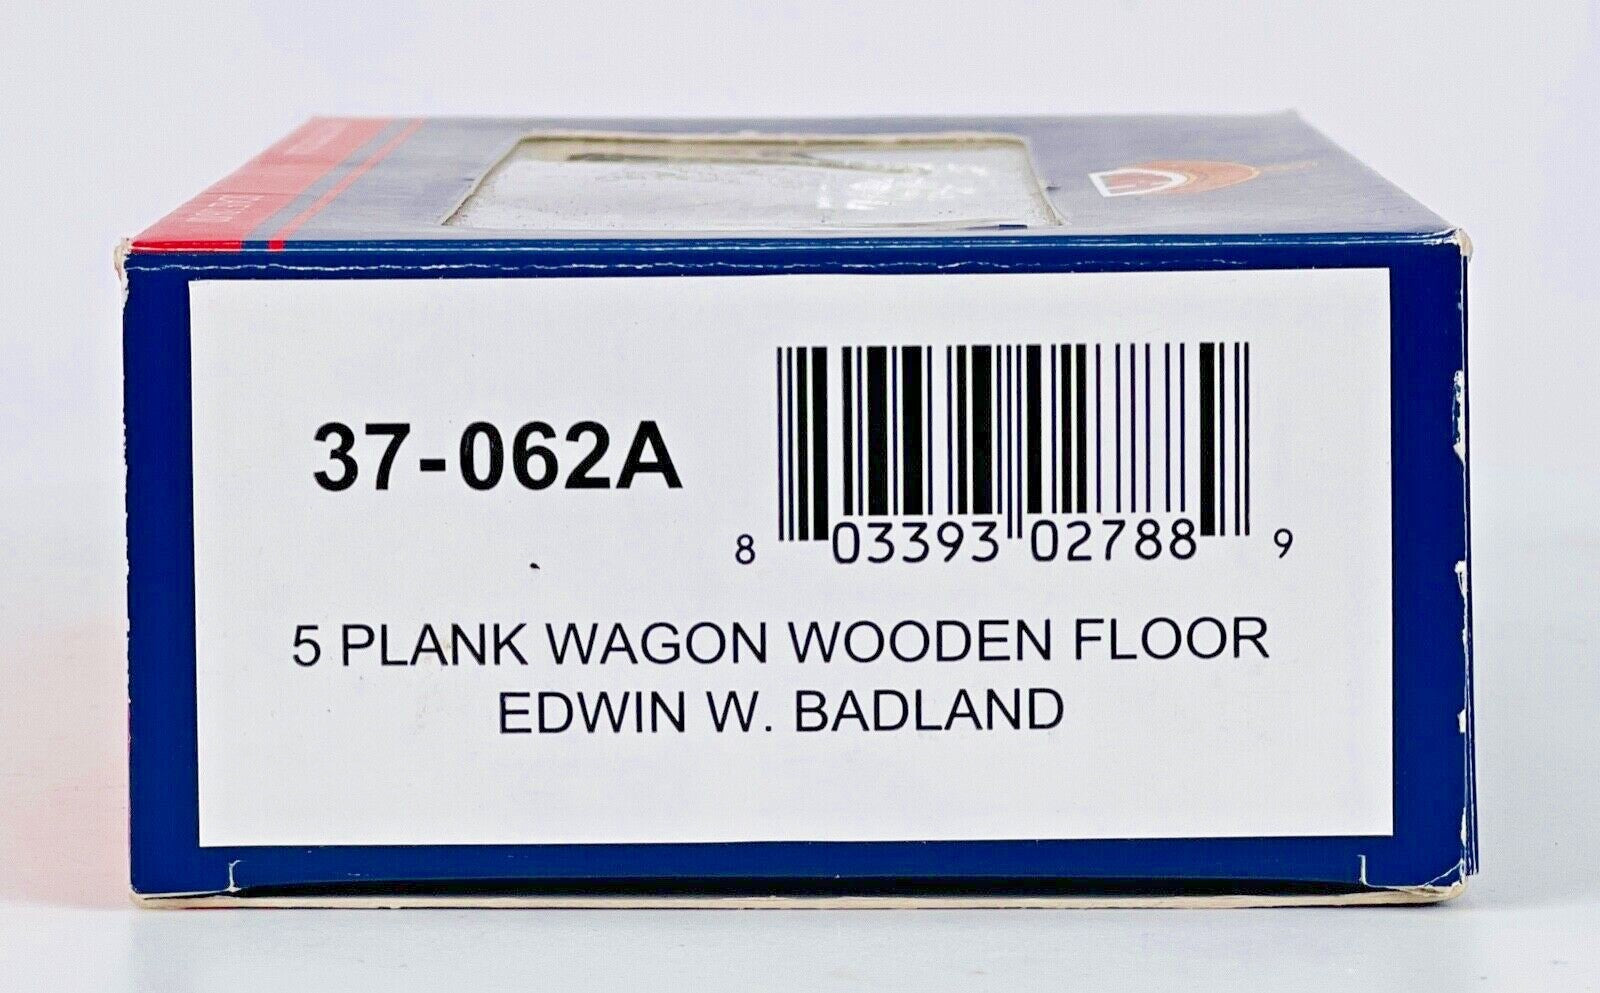 37-062A
8 03393 02788 9
5 PLANK WAGON WOODEN FLOOR
EDWIN W. BADLAND